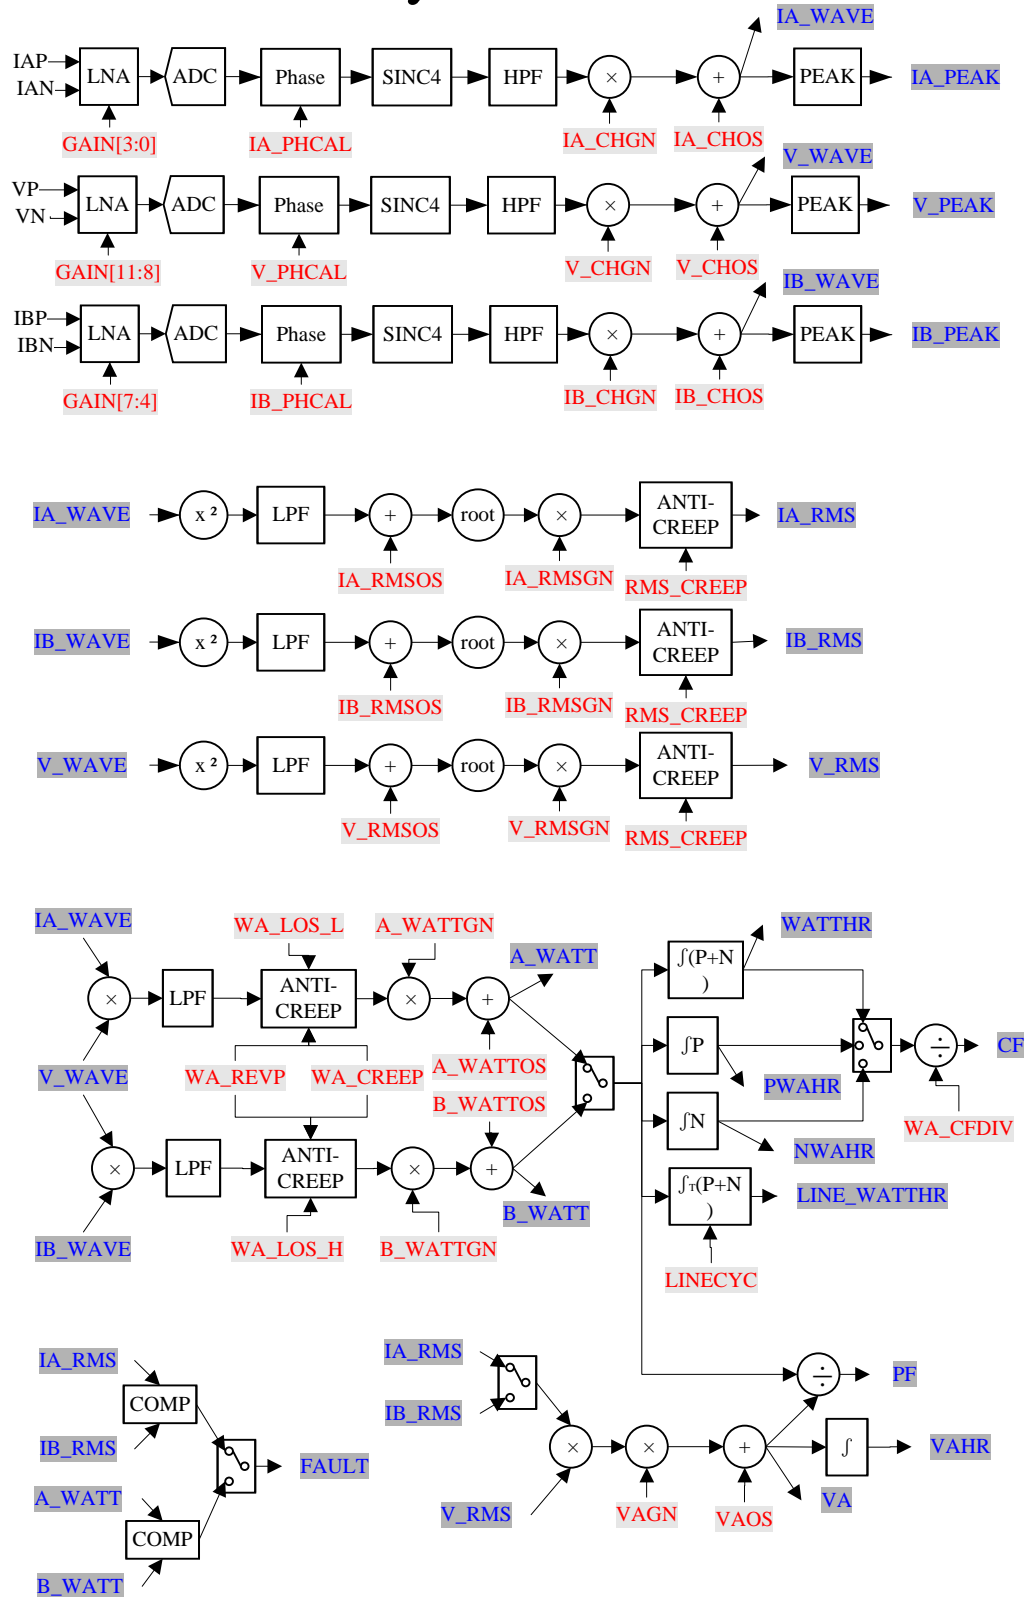 y
IA_WAVE
IAP
IAN
LNA
ADC
Phase
SINC4
HPF
×
+
PEAK
IA_PEAK
GAIN[3:0]
IA_PHCAL
IA_CHGN
IA_CHOS
V_WAVE
VP
VN
LNA
ADC
Phase
SINC4
HPF
×
+
PEAK
V_PEAK
GAIN[11:8]
V_PHCAL
V_CHGN
V_CHOS
IB_WAVE
IBP
IBN
LNA
ADC
Phase
SINC4
HPF
×
+
PEAK
IB_PEAK
GAIN[7:4]
IB_PHCAL
IB_CHGN
IB_CHOS
IA_WAVE
x ²
LPF
+
root
×
ANTI-
CREEP
IA_RMS
IA_RMSOS
IA_RMSGN
RMS_CREEP
IB_WAVE
x ²
LPF
+
root
×
ANTI-
CREEP
IB_RMS
IB_RMSOS
IB_RMSGN
RMS_CREEP
V_WAVE
x ²
LPF
+
root
×
ANTI-
CREEP
V_RMS
V_RMSOS
V_RMSGN
RMS_CREEP
IA_WAVE
WA_LOS_L
A_WATTGN
A_WATT
WATTHR
×
LPF
ANTI-
CREEP
×
+
∫(P+N
)
V_WAVE
WA_REVP
WA_CREEP
A_WATTOS
B_WATTOS
∫P
PWAHR
÷
CF
WA_CFDIV
∫N
NWAHR
×
LPF
ANTI-
CREEP
×
+
∫T(P+N
)
LINE_WATTHR
B_WATT
IB_WAVE
WA_LOS_H
B_WATTGN
LINECYC
IA_RMS
COMP
IB_RMS
FAULT
A_WATT
COMP
B_WATT
IA_RMS
IB_RMS
÷
PF
×
×
+
∫
VAHR
V_RMS
VAGN
VAOS
VA